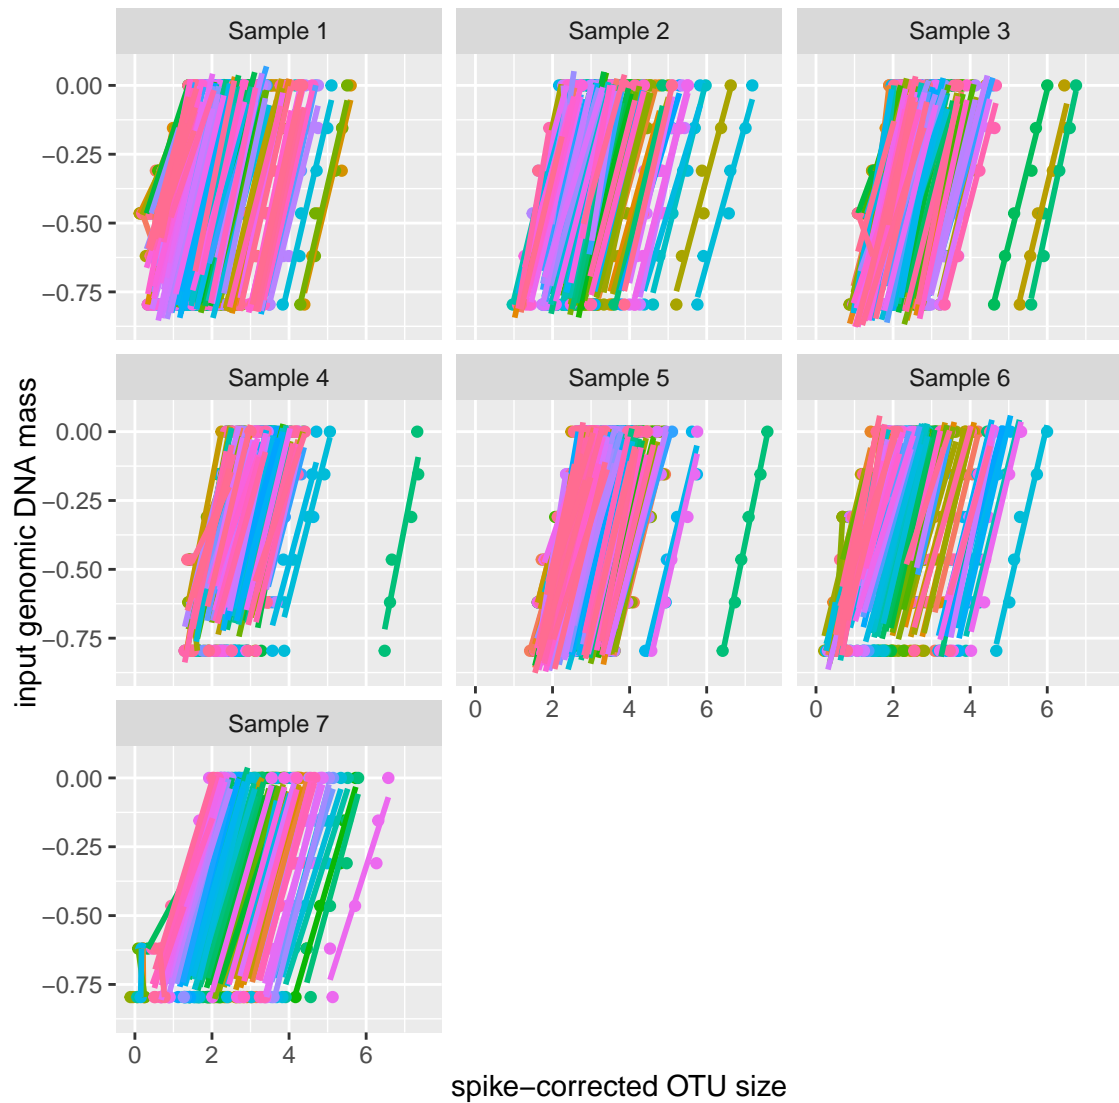 Sample 1
Sample 2
Sample 3
0.00
−0.25
−0.50
−0.75
Sample 4
Sample 5
Sample 6
0.00
−0.25
−0.50
−0.75
0 2 4 6
0 2 4 6
Sample 7
0.00
−0.25
−0.50
−0.75
0 2 4 6
input genomic DNA mass
spike−corrected OTU size